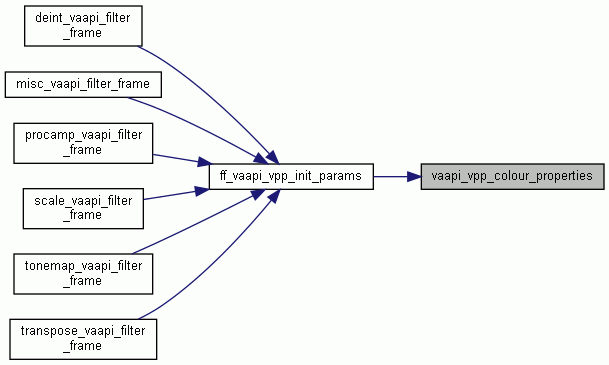 deint_vaapi_filter
_frame
misc_vaapi_filter_frame
procamp_vaapi_filter
_frame
scale_vaapi_filter
_frame
tonemap_vaapi_filter
_frame
transpose_vaapi_filter
_frame
ff_vaapi_vpp_init_params
vaapi_vpp_colour_properties